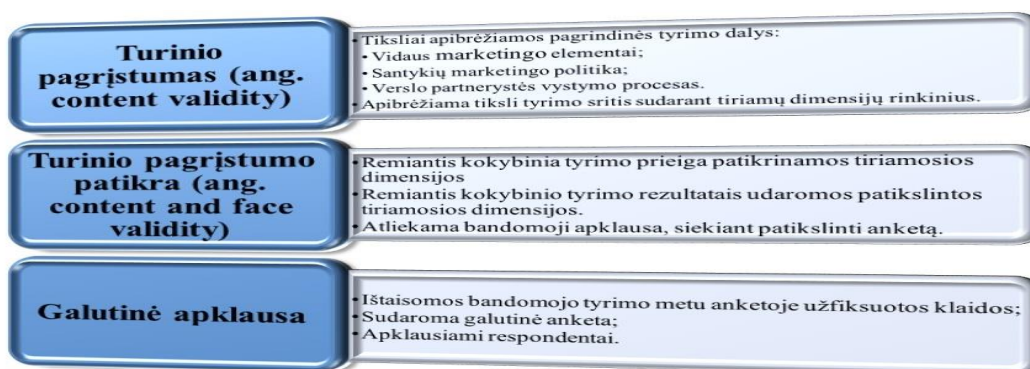 Turinio
pagrįstumas (ang.
content validity)
•Tiksliai apibrėžiamos pagrindinės tyrimo dalys:
• Vidaus marketingo elementai;
• Santykių marketingo politika;
• Verslo partnerystės vystymo procesas.
•Apibrėžiama tiksli tyrimo sritis sudarant tiriamų dimensijų rinkinius.
Turinio pagrįstumo
patikra (ang.
content and face
validity)
•Remiantis kokybinia tyrimo prieiga patikrinamos tiriamosios
dimensijos
•Remiantis kokybinio tyrimo rezultatais udaromos patikslintos
tiriamosios dimensijos.
•Atliekama bandomoji apklausa, siekiant patikslinti anketą.
Galutinė apklausa
•Ištaisomos bandomojo tyrimo metu anketoje užfiksuotos klaidos;
•Sudaroma galutinė anketa;
•Apklausiami respondentai.